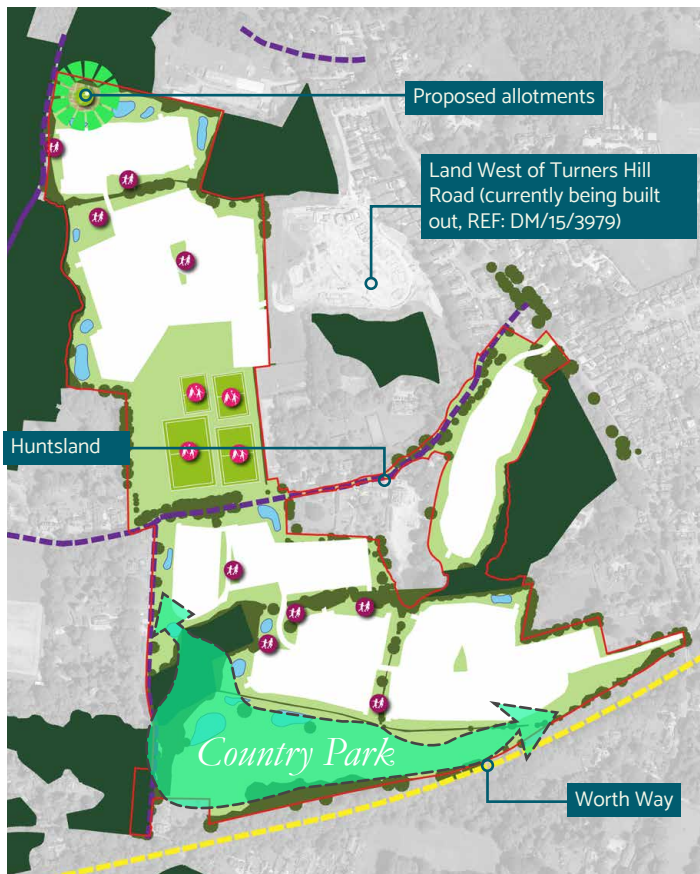 Proposed allotments
Land West of Turners Hill
Road (currently being built
out, REF: DM/15/3979)
Huntsland
Country Park
Worth Way